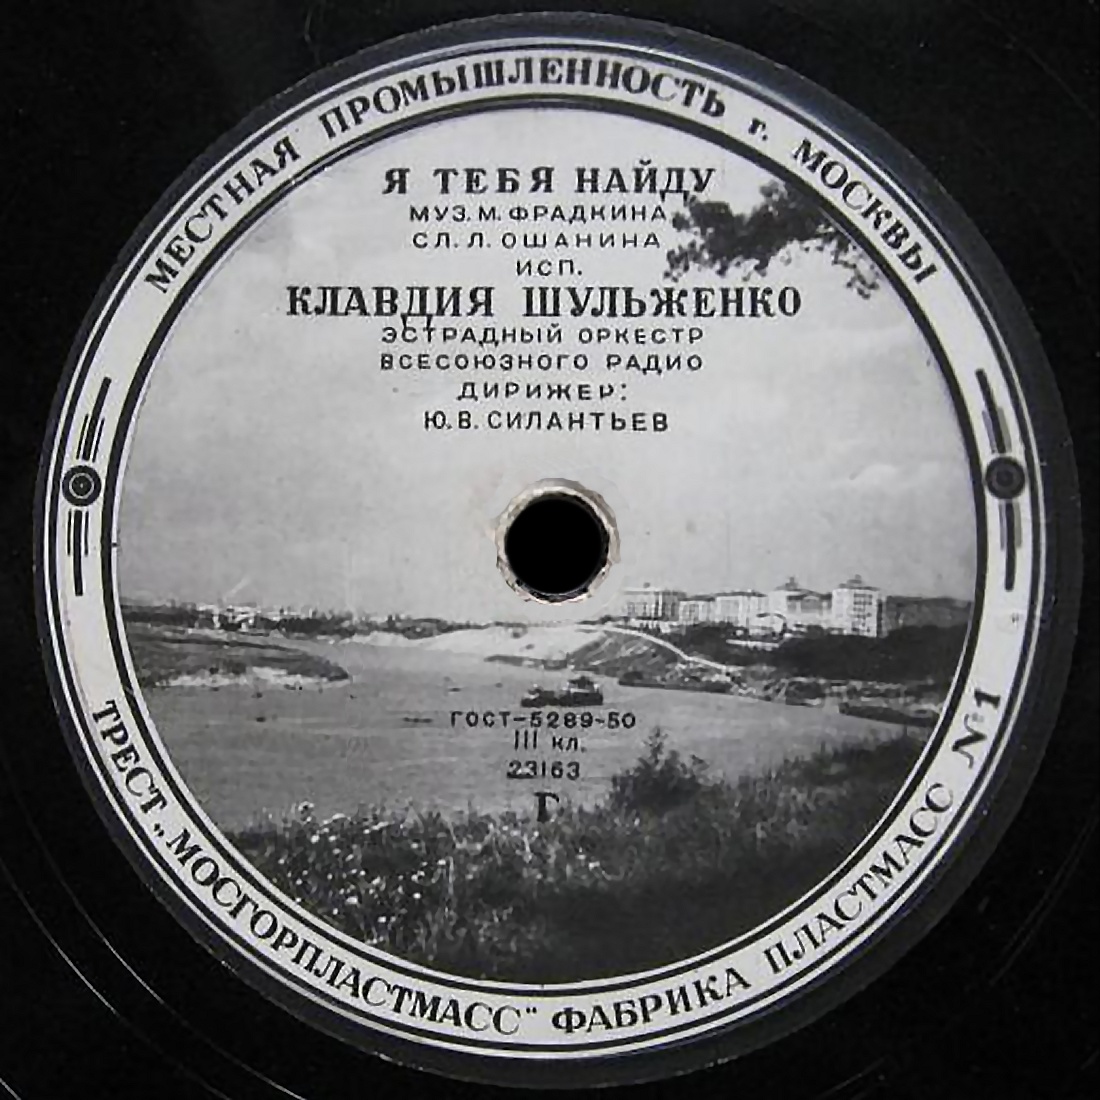 МЕСТНАЯ ПРОМЫШЛЕННОСТЬ г. МОСКВЫ
Я ТЕБЯ НАЙДУ
МУЗ. М. ФРАДКИНА
СЛ. Л. ОШАНИНА
ИСП.
КЛАВДИЯ ШУЛЬЖЕНКО
ЭСТРАДНЫЙ ОРКЕСТР
ВСЕСОЮЗНОГО РАДИО
ДИРИЖЕР:
Ю. В. СИЛАНТЬЕВ
ГОСТ-5289-50
III КЛ.
23163
Г
ТРЕСТ „МОСГОРПЛАСТМАСС" ФАБРИКА ПЛАСТМАСС №1